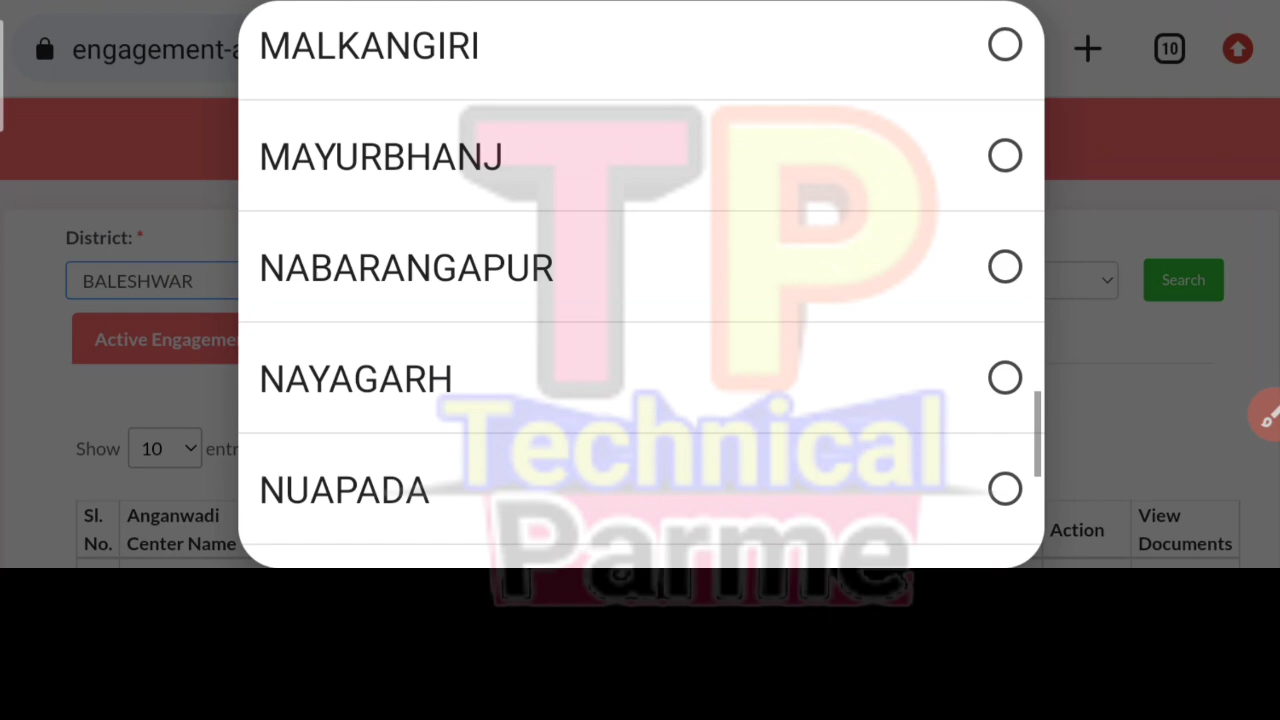 engagement-a
10
MALKANGIRI
MAYURBHANJ
NABARANGAPUR
NAYAGARH
NUAPADA
District: *
BALESHWAR
Search
Active Engageme
Show 10 entr
Sl. No.
Anganwadi Center Name
Action
View Documents
TP
Technical
Parme